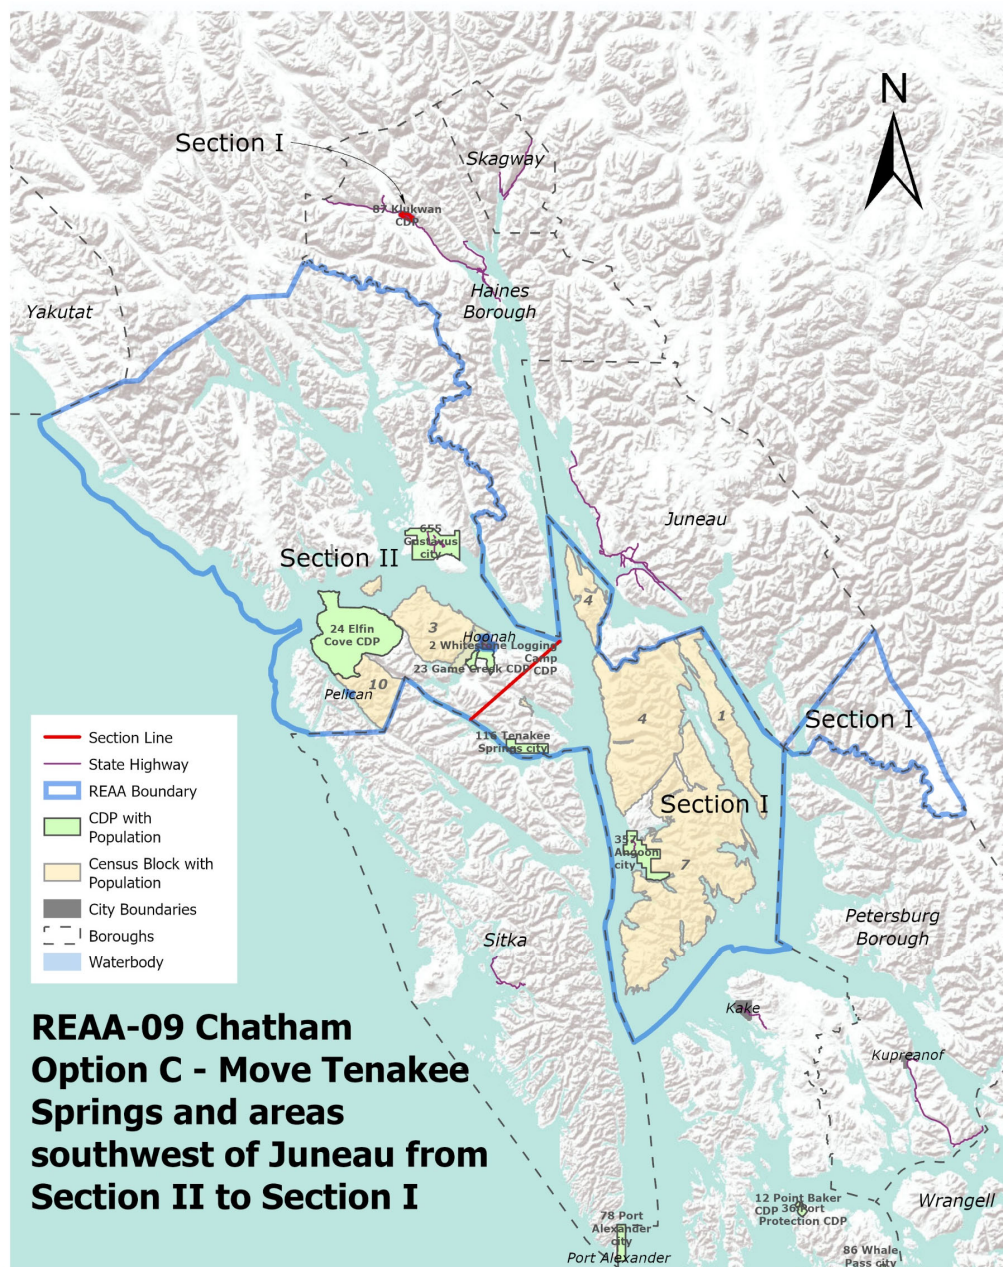 N
Section I
Skagway
87 Klukwan
CDP
Haines
Borough
Yakutat
Juneau
655
Gustavus
city
Section II
4
24 Elfin
Cove CDP
3
Hoonah
2 Whitestone Logging
Camp
CDP
23 Game Creek CDP
10
Pelican
4
1
Section I
116 Tenakee
Springs city
Section I
357
Angoon
city
2
7
Section Line
State Highway
REAA Boundary
CDP with
Population
Census Block with
Population
City Boundaries
Boroughs
Waterbody
Sitka
Petersburg
Borough
Kake
Kupreanof
REAA-09 Chatham
Option C - Move Tenakee
Springs and areas
southwest of Juneau from
Section II to Section I
Wrangell
12 Point Baker
CDP
36 Port
Protection CDP
78 Port
Alexander
city
Port Alexander
86 Whale
Pass city